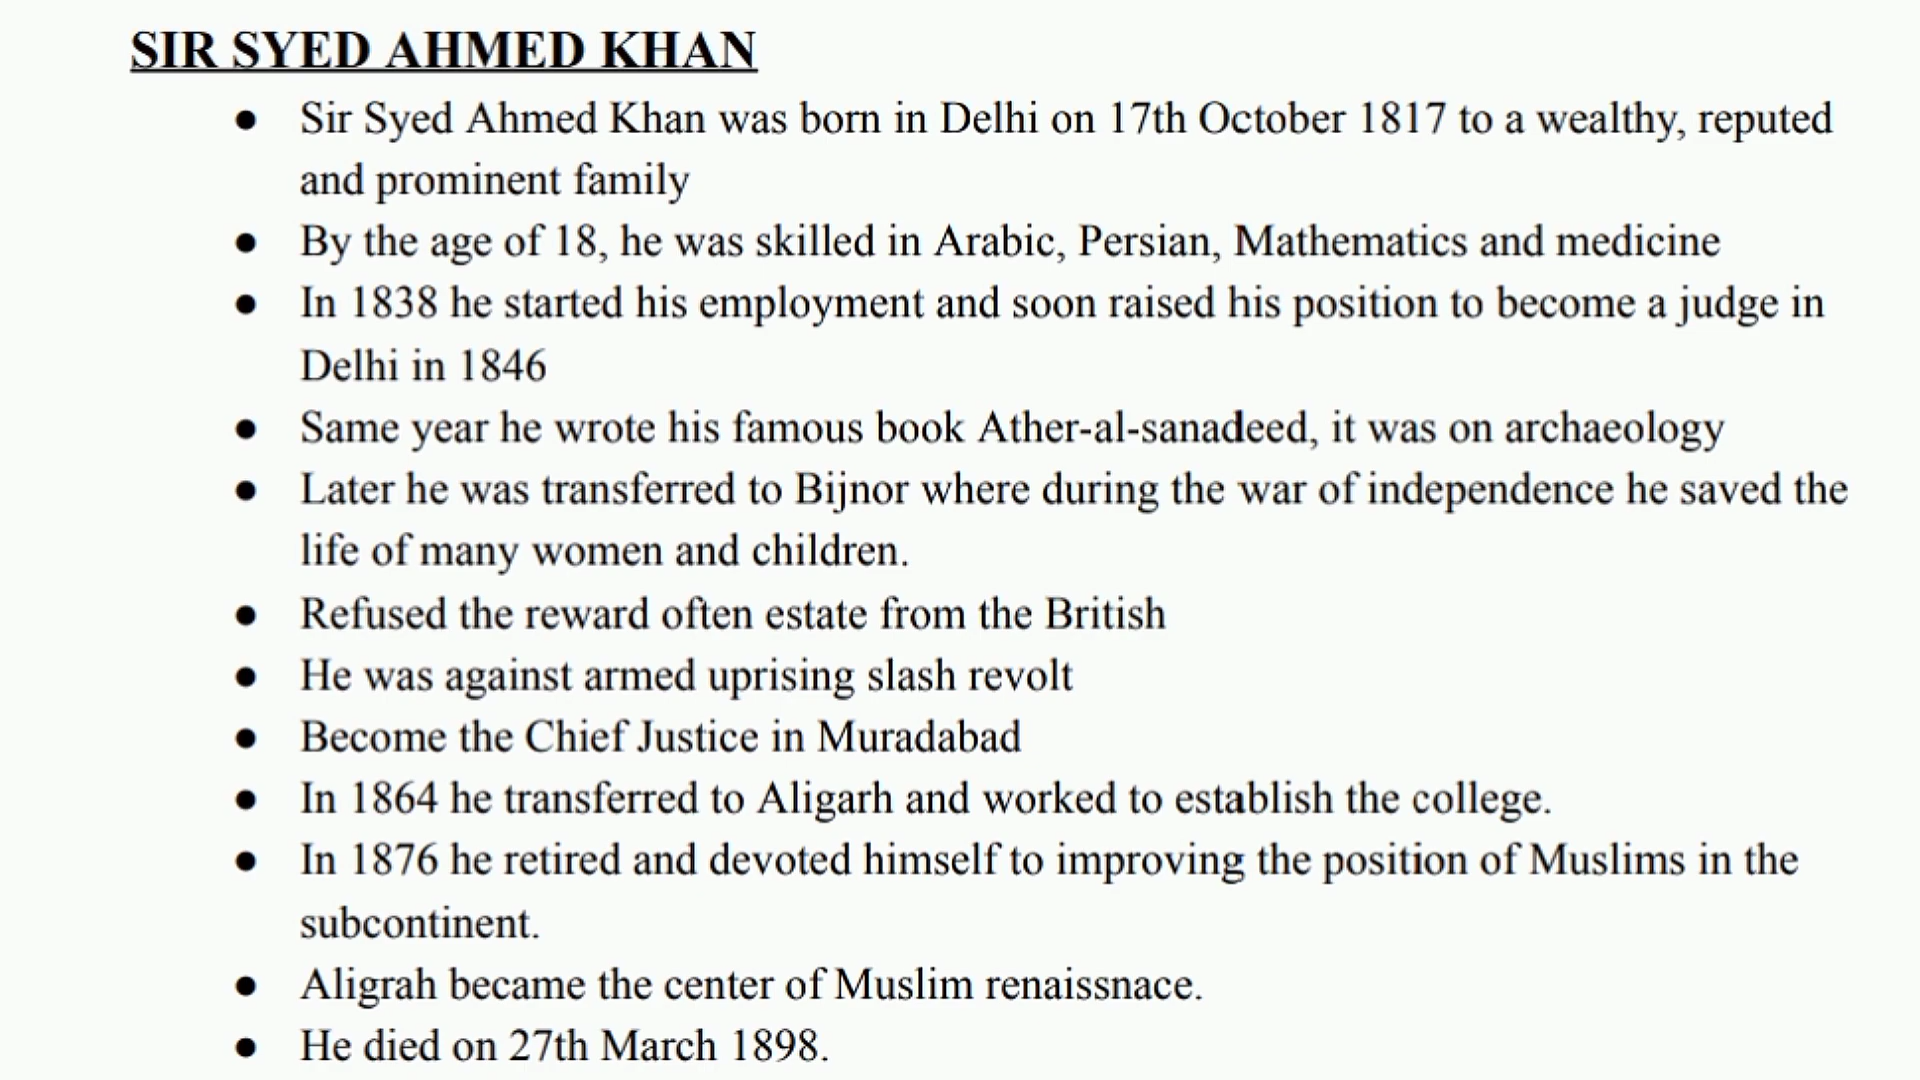 SIR SYED AHMED KHAN
● Sir Syed Ahmed Khan was born in Delhi on 17th October 1817 to a wealthy, reputed
and prominent family
● By the age of 18, he was skilled in Arabic, Persian, Mathematics and medicine
● In 1838 he started his employment and soon raised his position to become a judge in
Delhi in 1846
● Same year he wrote his famous book Ather-al-sanadeed, it was on archaeology
● Later he was transferred to Bijnor where during the war of independence he saved the
life of many women and children.
● Refused the reward often estate from the British
● He was against armed uprising slash revolt
● Become the Chief Justice in Muradabad
● In 1864 he transferred to Aligarh and worked to establish the college.
● In 1876 he retired and devoted himself to improving the position of Muslims in the
subcontinent.
● Aligrah became the center of Muslim renaissnace.
● He died on 27th March 1898.